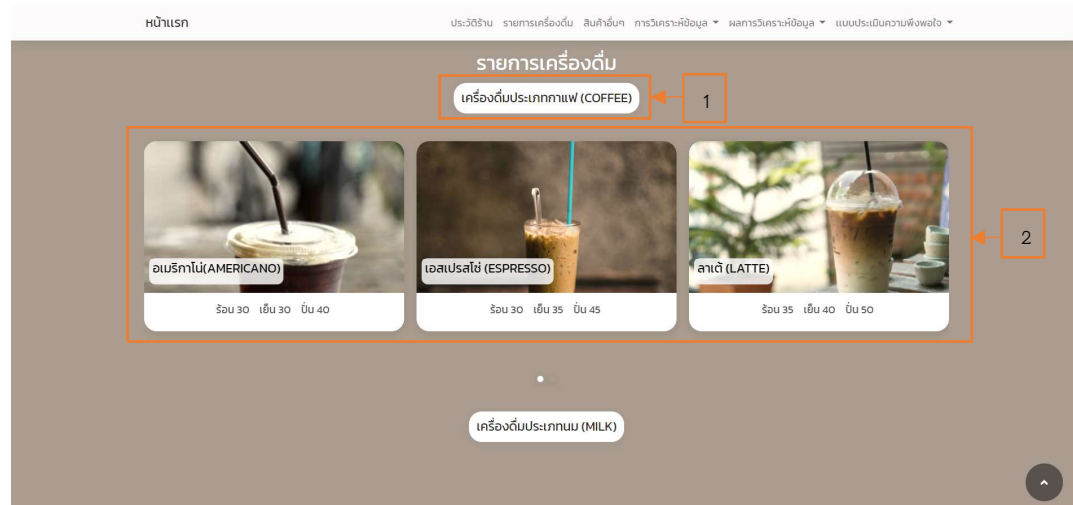 หน้าแรก ประวัติร้าน รายการเครื่องดื่ม สินค้าอื่นๆ การวิเคราะห์ข้อมูล ผลการวิเคราะห์ข้อมูล แบบประเมินความพึงพอใจ
รายการเครื่องดื่ม
เครื่องดื่มประเภทกาแฟ (COFFEE) 1
อเมริกาโน่(AMERICANO) เอสเปรสโซ่ (ESPRESSO) ลาเต้ (LATTE)
2
ร้อน 30 เย็น 30 ปั่น 40 ร้อน 30 เย็น 35 ปั่น 45 ร้อน 35 เย็น 40 ปั่น 50
เครื่องดื่มประเภทนม (MILK)